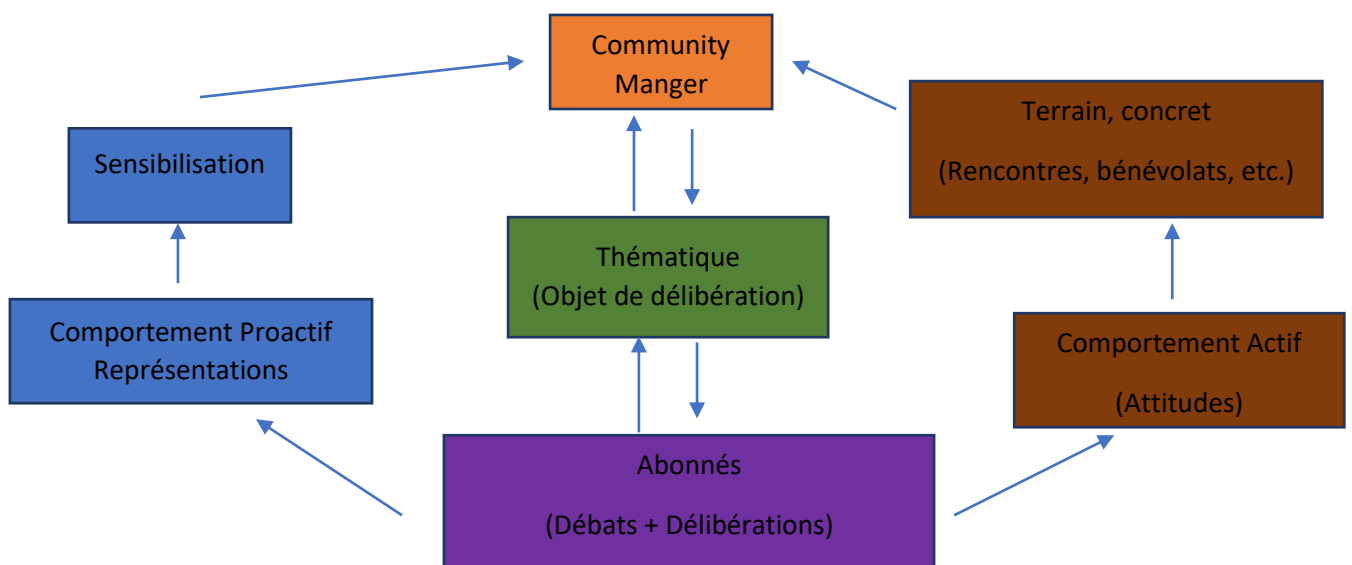 Community
Manger
Terrain, concret
(Rencontres, bénévolats, etc.)
Sensibilisation
Thématique
(Objet de délibération)
Comportement Proactif
Représentations
Comportement Actif
(Attitudes)
Abonnés
(Débats + Délibérations)